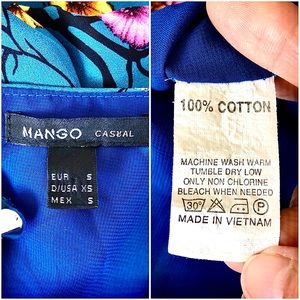 MANGO CASUAL
EUR S
D/USA XS
MEX S
100% COTTON
MACHINE WASH WARM
TUMBLE DRY LOW
ONLY NON CHLORINE
BLEACH WHEN NEEDED
30°
MADE IN VIETNAM